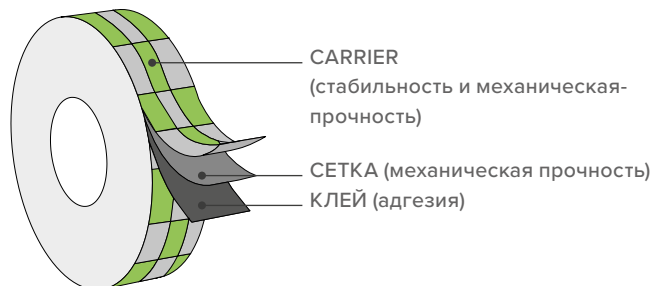 CARRIER
(стабильность и механическая-
прочность)
СЕТКА (механическая прочность)
КЛЕЙ (адгезия)